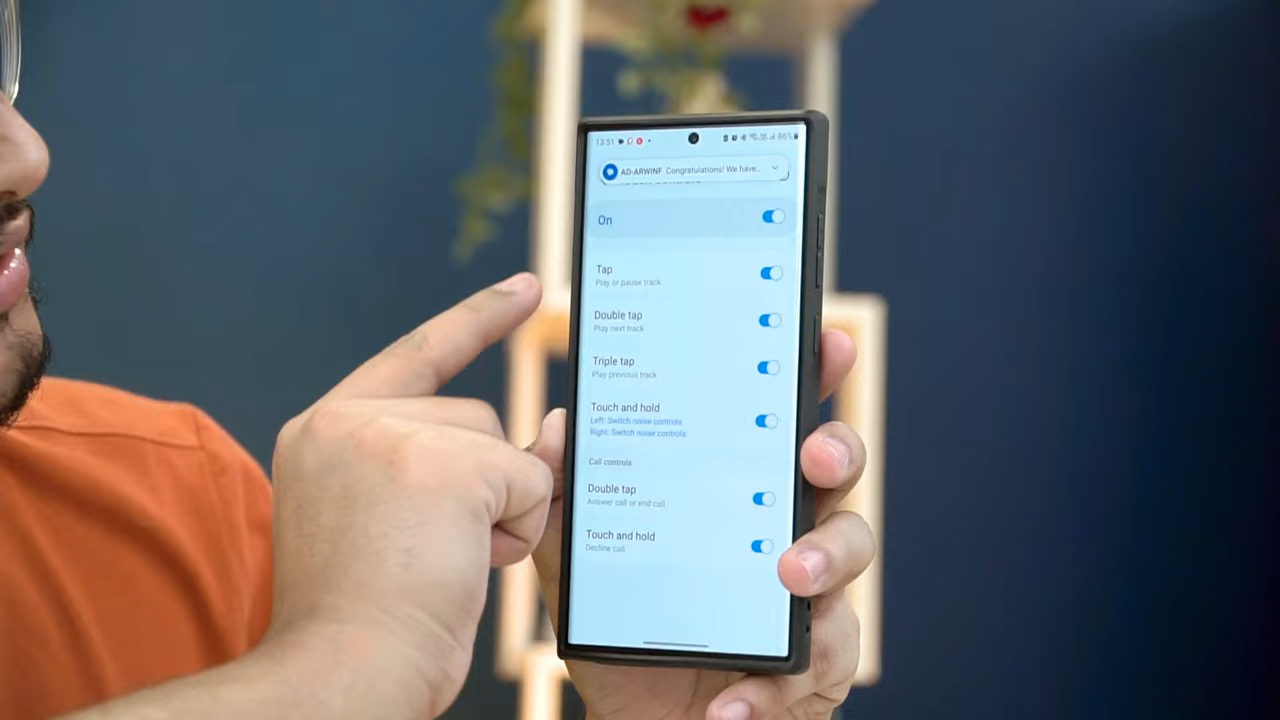 13:51
86%
AD-ARWINF Congratulations! We have..
On
Tap
Play or pause track
Double tap
Play next track
Triple tap
Play previous track
Touch and hold
Left: Switch noise controls
Right: Switch noise controls
Call controls
Double tap
Answer call or end call
Touch and hold
Decline call